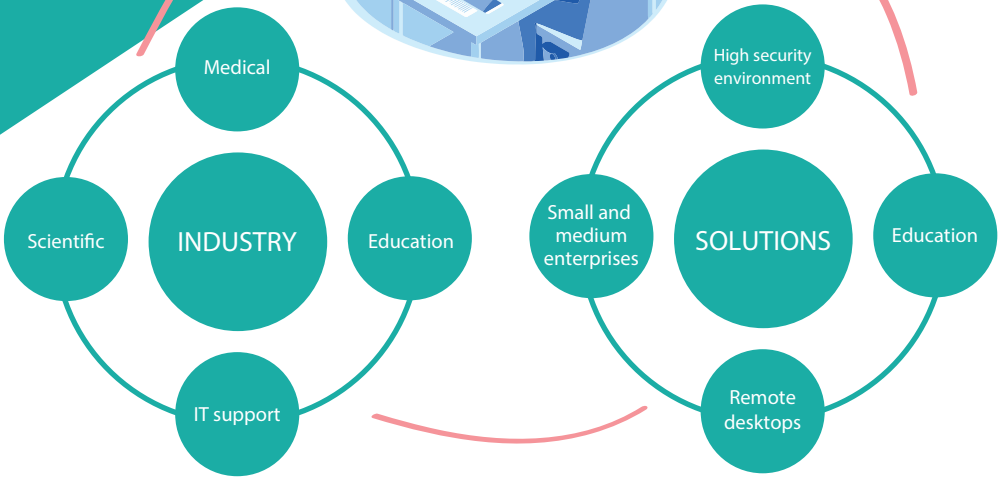 Medical
Scientific
INDUSTRY
Education
IT support
High security
environment
Small and
medium
enterprises
SOLUTIONS
Education
Remote
desktops